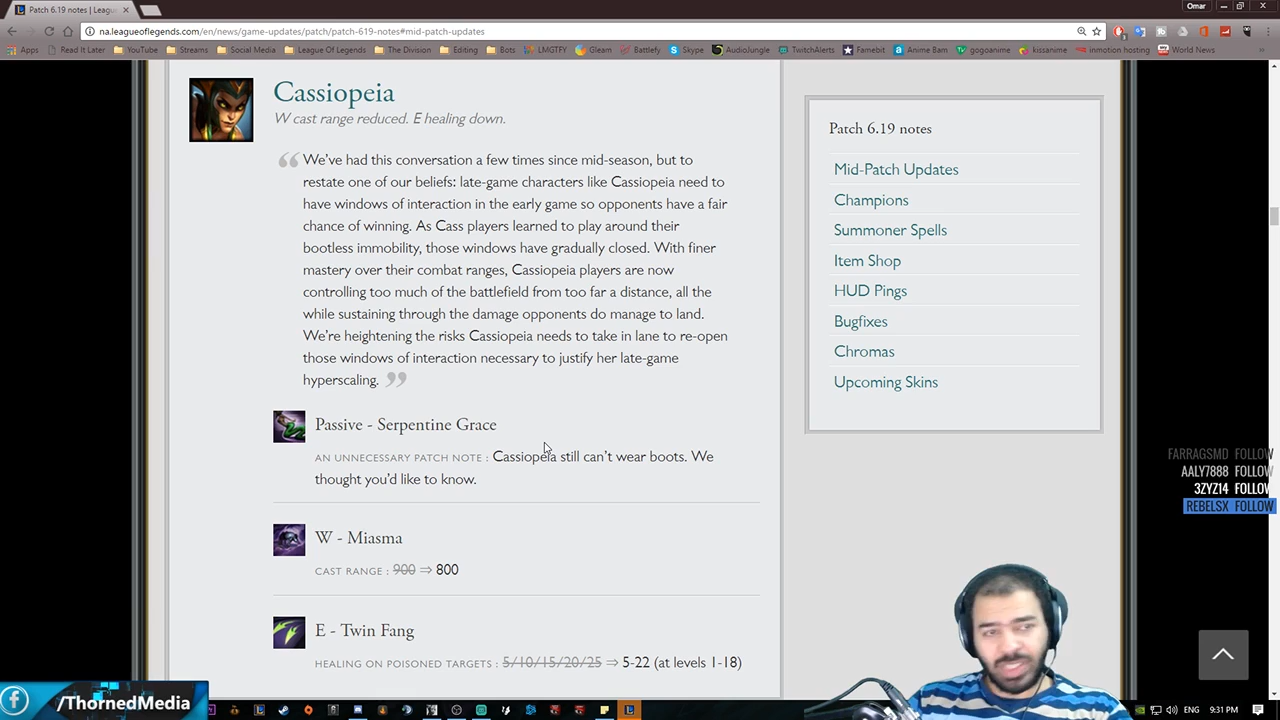 Patch 6.19 notes | Leagu
Omar
na.leagueoflegends.com/en/news/game-updates/patch/patch-619-notes#mid-patch-updates
Apps Read It Later YouTube Streams Social Media League Of Legends The Division Editing Bots LMGTFY Gleam Battlefy Skype AudioJungle TwitchAlerts Famebit Anime Bam gogoanime kissanime inmotion hosting World News
Cassiopeia
W cast range reduced. E healing down.
We've had this conversation a few times since mid-season, but to
restate one of our beliefs: late-game characters like Cassiopeia need to
have windows of interaction in the early game so opponents have a fair
chance of winning. As Cass players learned to play around their
bootless immobility, those windows have gradually closed. With finer
mastery over their combat ranges, Cassiopeia players are now
controlling too much of the battlefield from too far a distance, all the
while sustaining through the damage opponents do manage to land.
We're heightening the risks Cassiopeia needs to take in lane to re-open
those windows of interaction necessary to justify her late-game
hyperscaling.
Passive - Serpentine Grace
AN UNNECESSARY PATCH NOTE : Cassiopeia still can't wear boots. We
thought you'd like to know.
W - Miasma
CAST RANGE : 900 ⇒ 800
E - Twin Fang
HEALING ON POISONED TARGETS : 5/10/15/20/25 ⇒ 5-22 (at levels 1-18)
Patch 6.19 notes
Mid-Patch Updates
Champions
Summoner Spells
Item Shop
HUD Pings
Bugfixes
Chromas
Upcoming Skins
FARRAGSMD FOLLOW
AALY7888 FOLLOW
3ZYZ14 FOLLOW
REBELSX FOLLOW
/ThornedMedia
ENG 9:31 PM